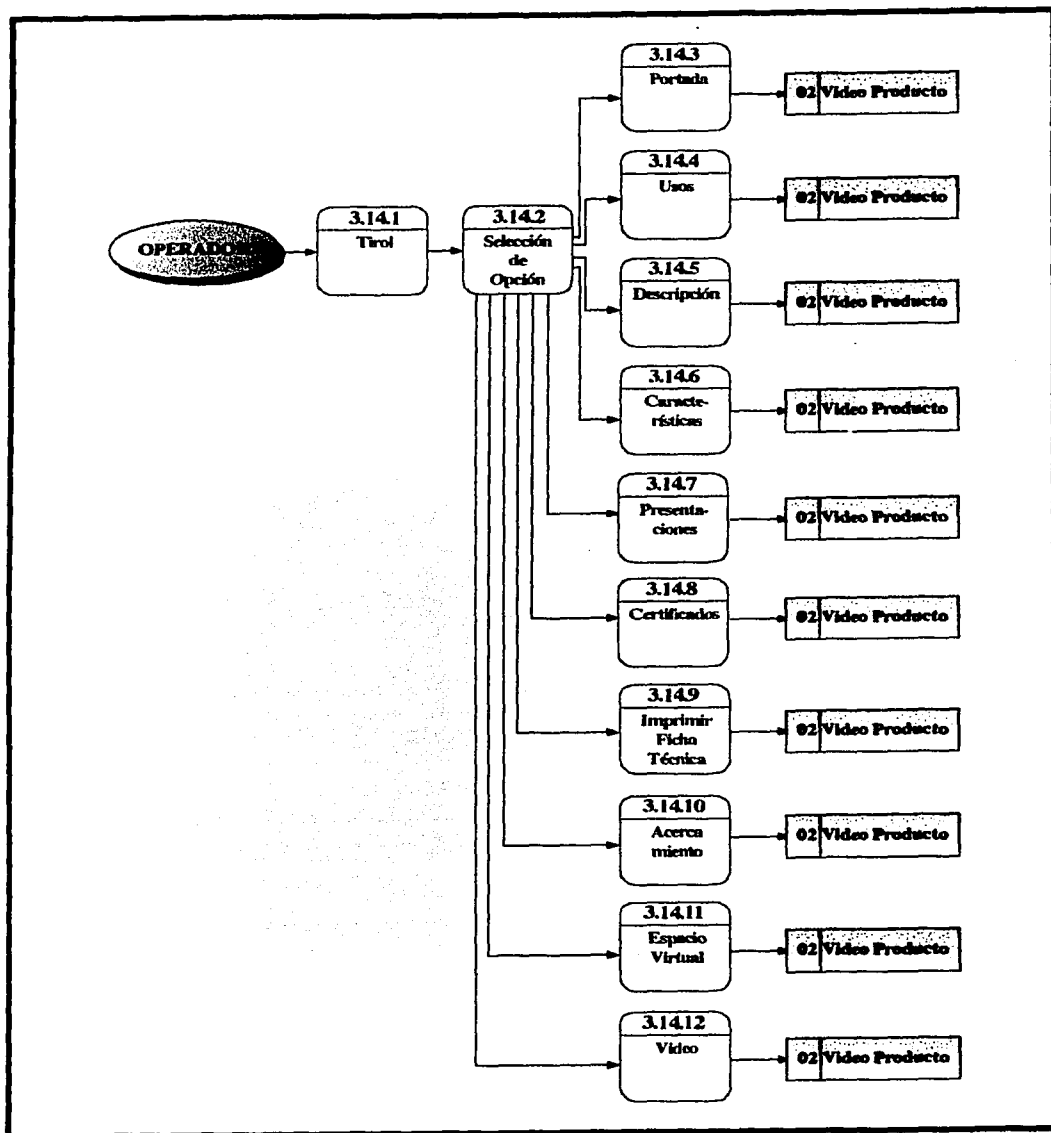 3.14.3
Portada
02 Video Producto
3.14.4
Usos
02 Video Producto
OPERADOR
3.14.1
Tirol
3.14.2
Selección
de
Opción
3.14.5
Descripción
02 Video Producto
3.14.6
Caracte-
rísticas
02 Video Producto
3.14.7
Presenta-
ciones
02 Video Producto
3.14.8
Certificados
02 Video Producto
3.14.9
Imprimir
Ficha
Técnica
02 Video Producto
3.14.10
Acerca
miento
02 Video Producto
3.14.11
Espacio
Virtual
02 Video Producto
3.14.12
Video
02 Video Producto